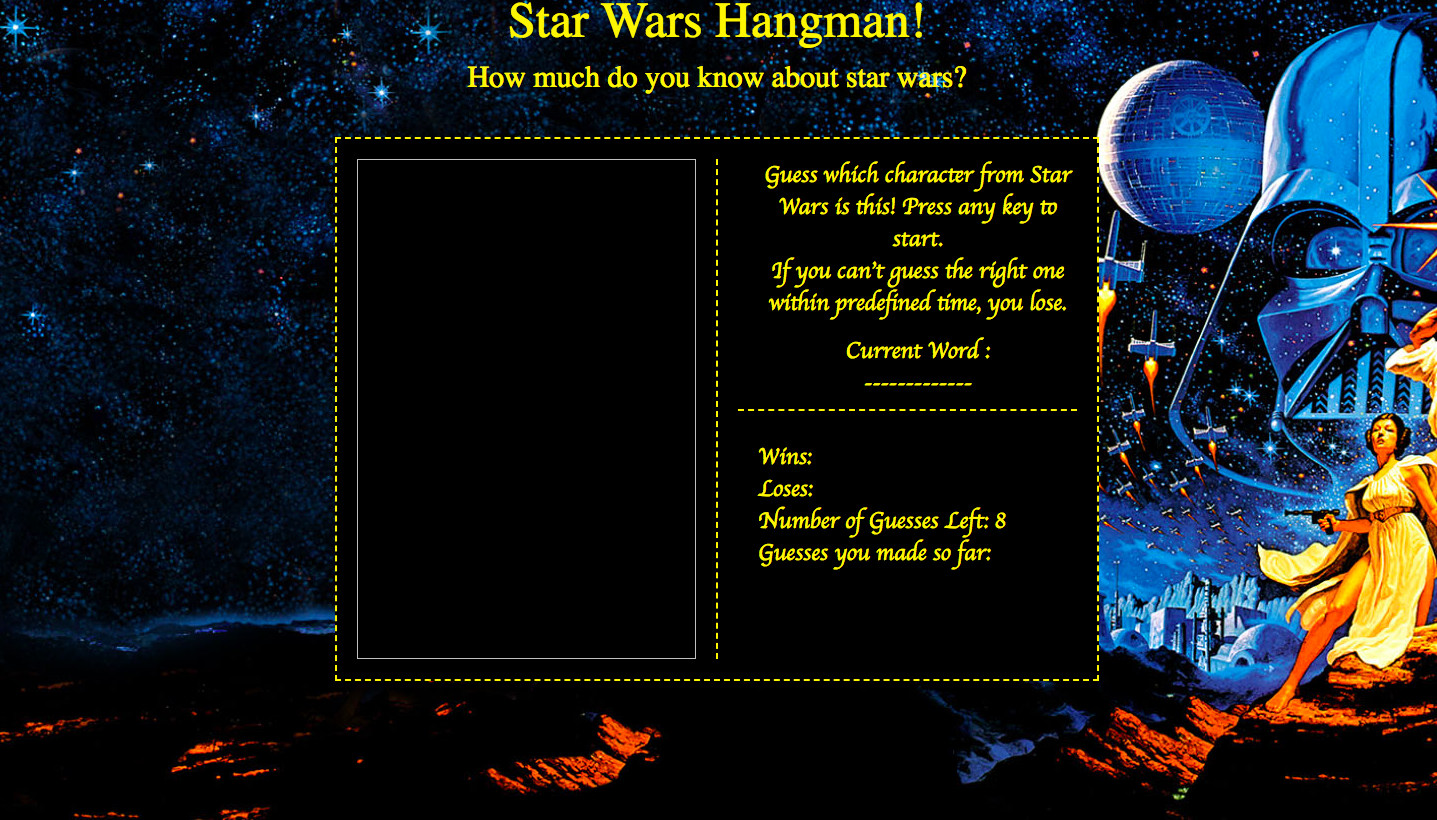 Star Wars Hangman!
How much do you know about star wars?
Guess which character from Star
Wars is this! Press any key to
start.
If you can't guess the right one
within predefined time, you lose.
Current Word :
-------------
Wins:
Loses:
Number of Guesses Left: 8
Guesses you made so far: